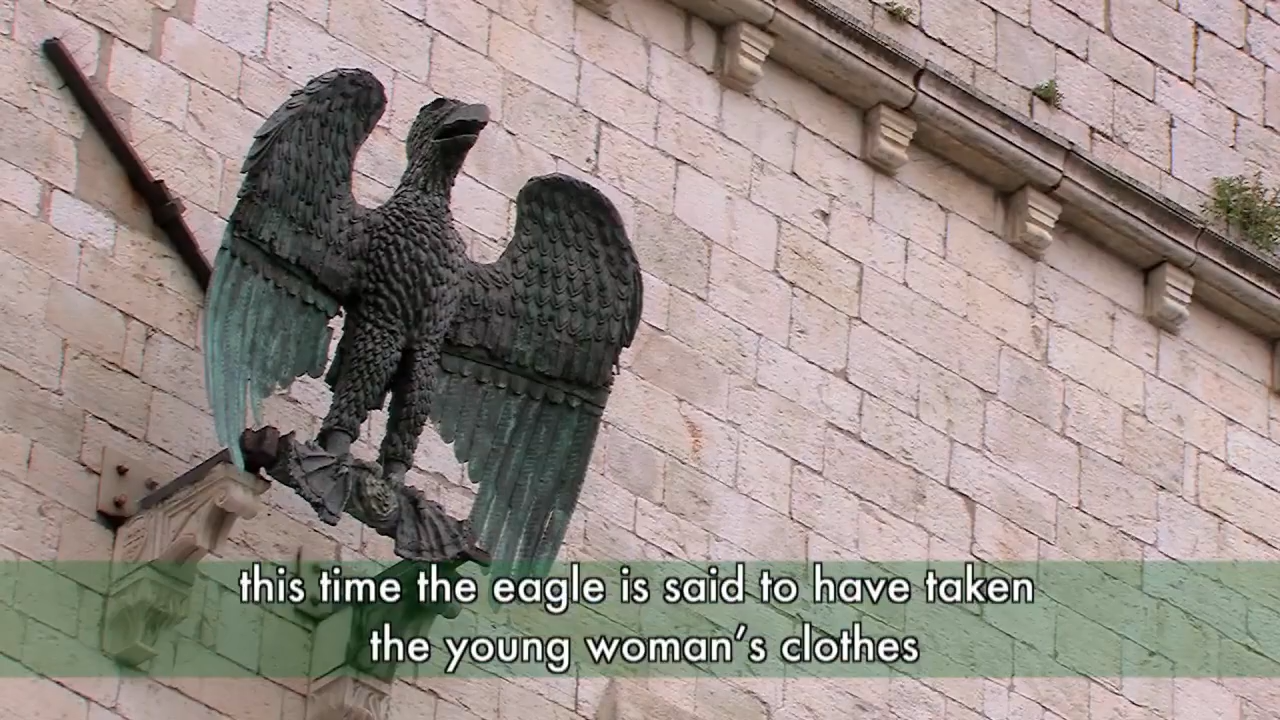 this time the eagle is said to have taken
the young woman's clothes